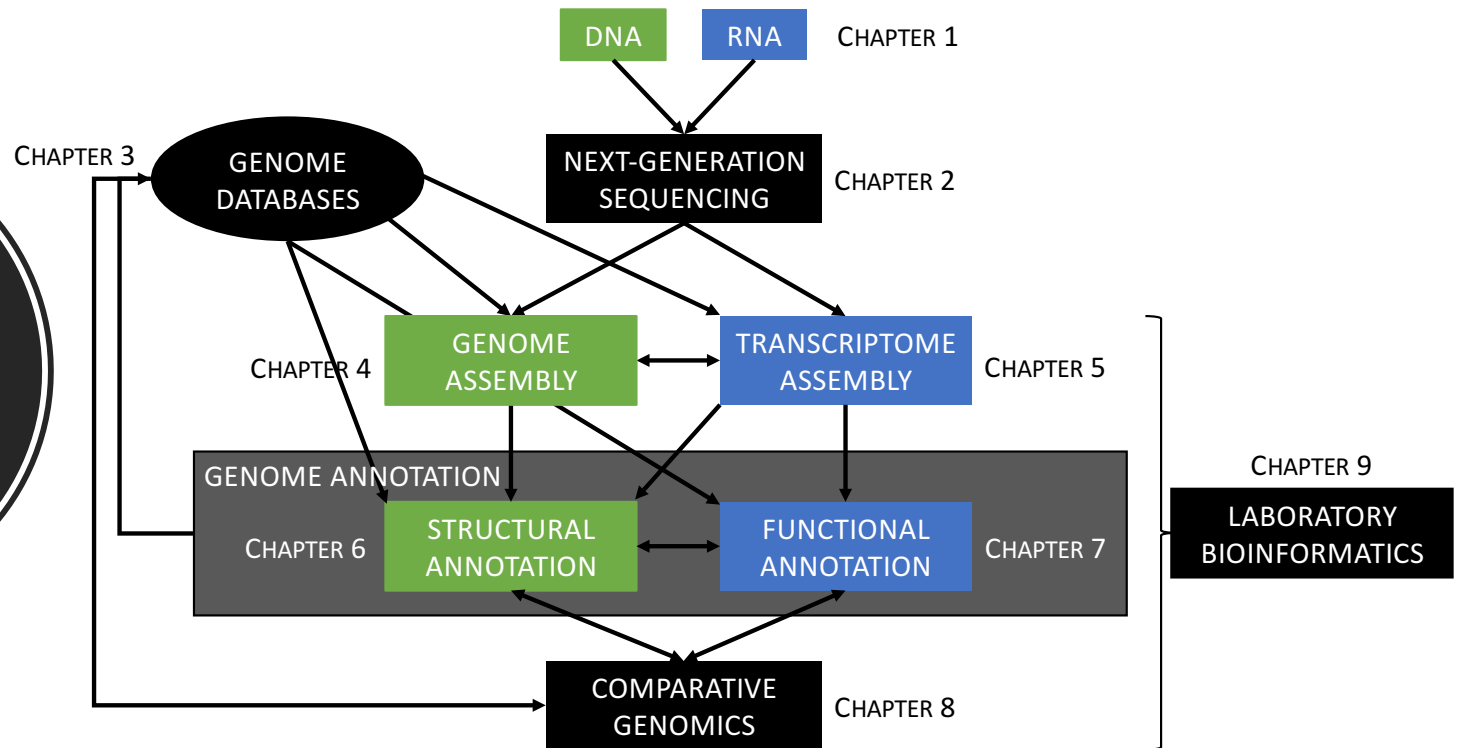 DNA
RNA
CHAPTER 1
CHAPTER 3
GENOME
DATABASES
NEXT-GENERATION
SEQUENCING
CHAPTER 2
CHAPTER 4
GENOME
ASSEMBLY
TRANSCRIPTOME
ASSEMBLY
CHAPTER 5
GENOME ANNOTATION
CHAPTER 6
STRUCTURAL
ANNOTATION
FUNCTIONAL
ANNOTATION
CHAPTER 7
CHAPTER 9
LABORATORY
BIOINFORMATICS
COMPARATIVE
GENOMICS
CHAPTER 8